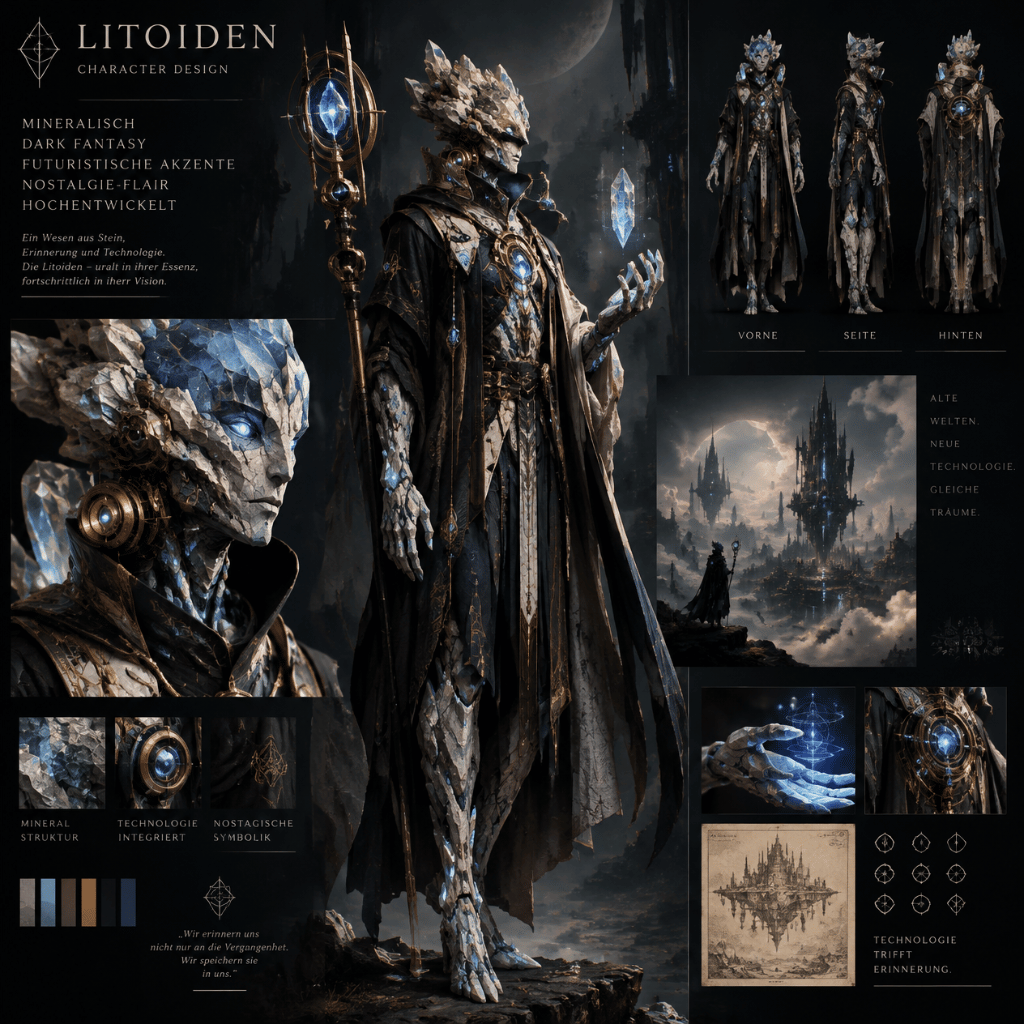 LITOIDEN
CHARACTER DESIGN
MINERALISCH
DARK FANTASY
FUTURISTISCHE AKZENTE
NOSTALGIE-FLAIR
HOCHENTWICKELT
Ein Wesen aus Stein,
Erinnerung und Technologie.
Die Litoiden – uralt in ihrer Essenz,
fortschrittlich in iherr Vision.
VORNE
SEITE
HINTEN
ALTE
WELTEN.
NEUE
TECHNOLOGIE.
GLEICHE
TRÄUME.
MINERAL
STRUKTUR
TECHNOLOGIE
INTEGRIERT
NOSTAGISCHE
SYMBOLIK
„Wir erinnern uns
nicht nur an die Vergangenhet.
Wir speichern sie
in uns."
TECHNOLOGIE
TRIFFT
ERINNERUNG.